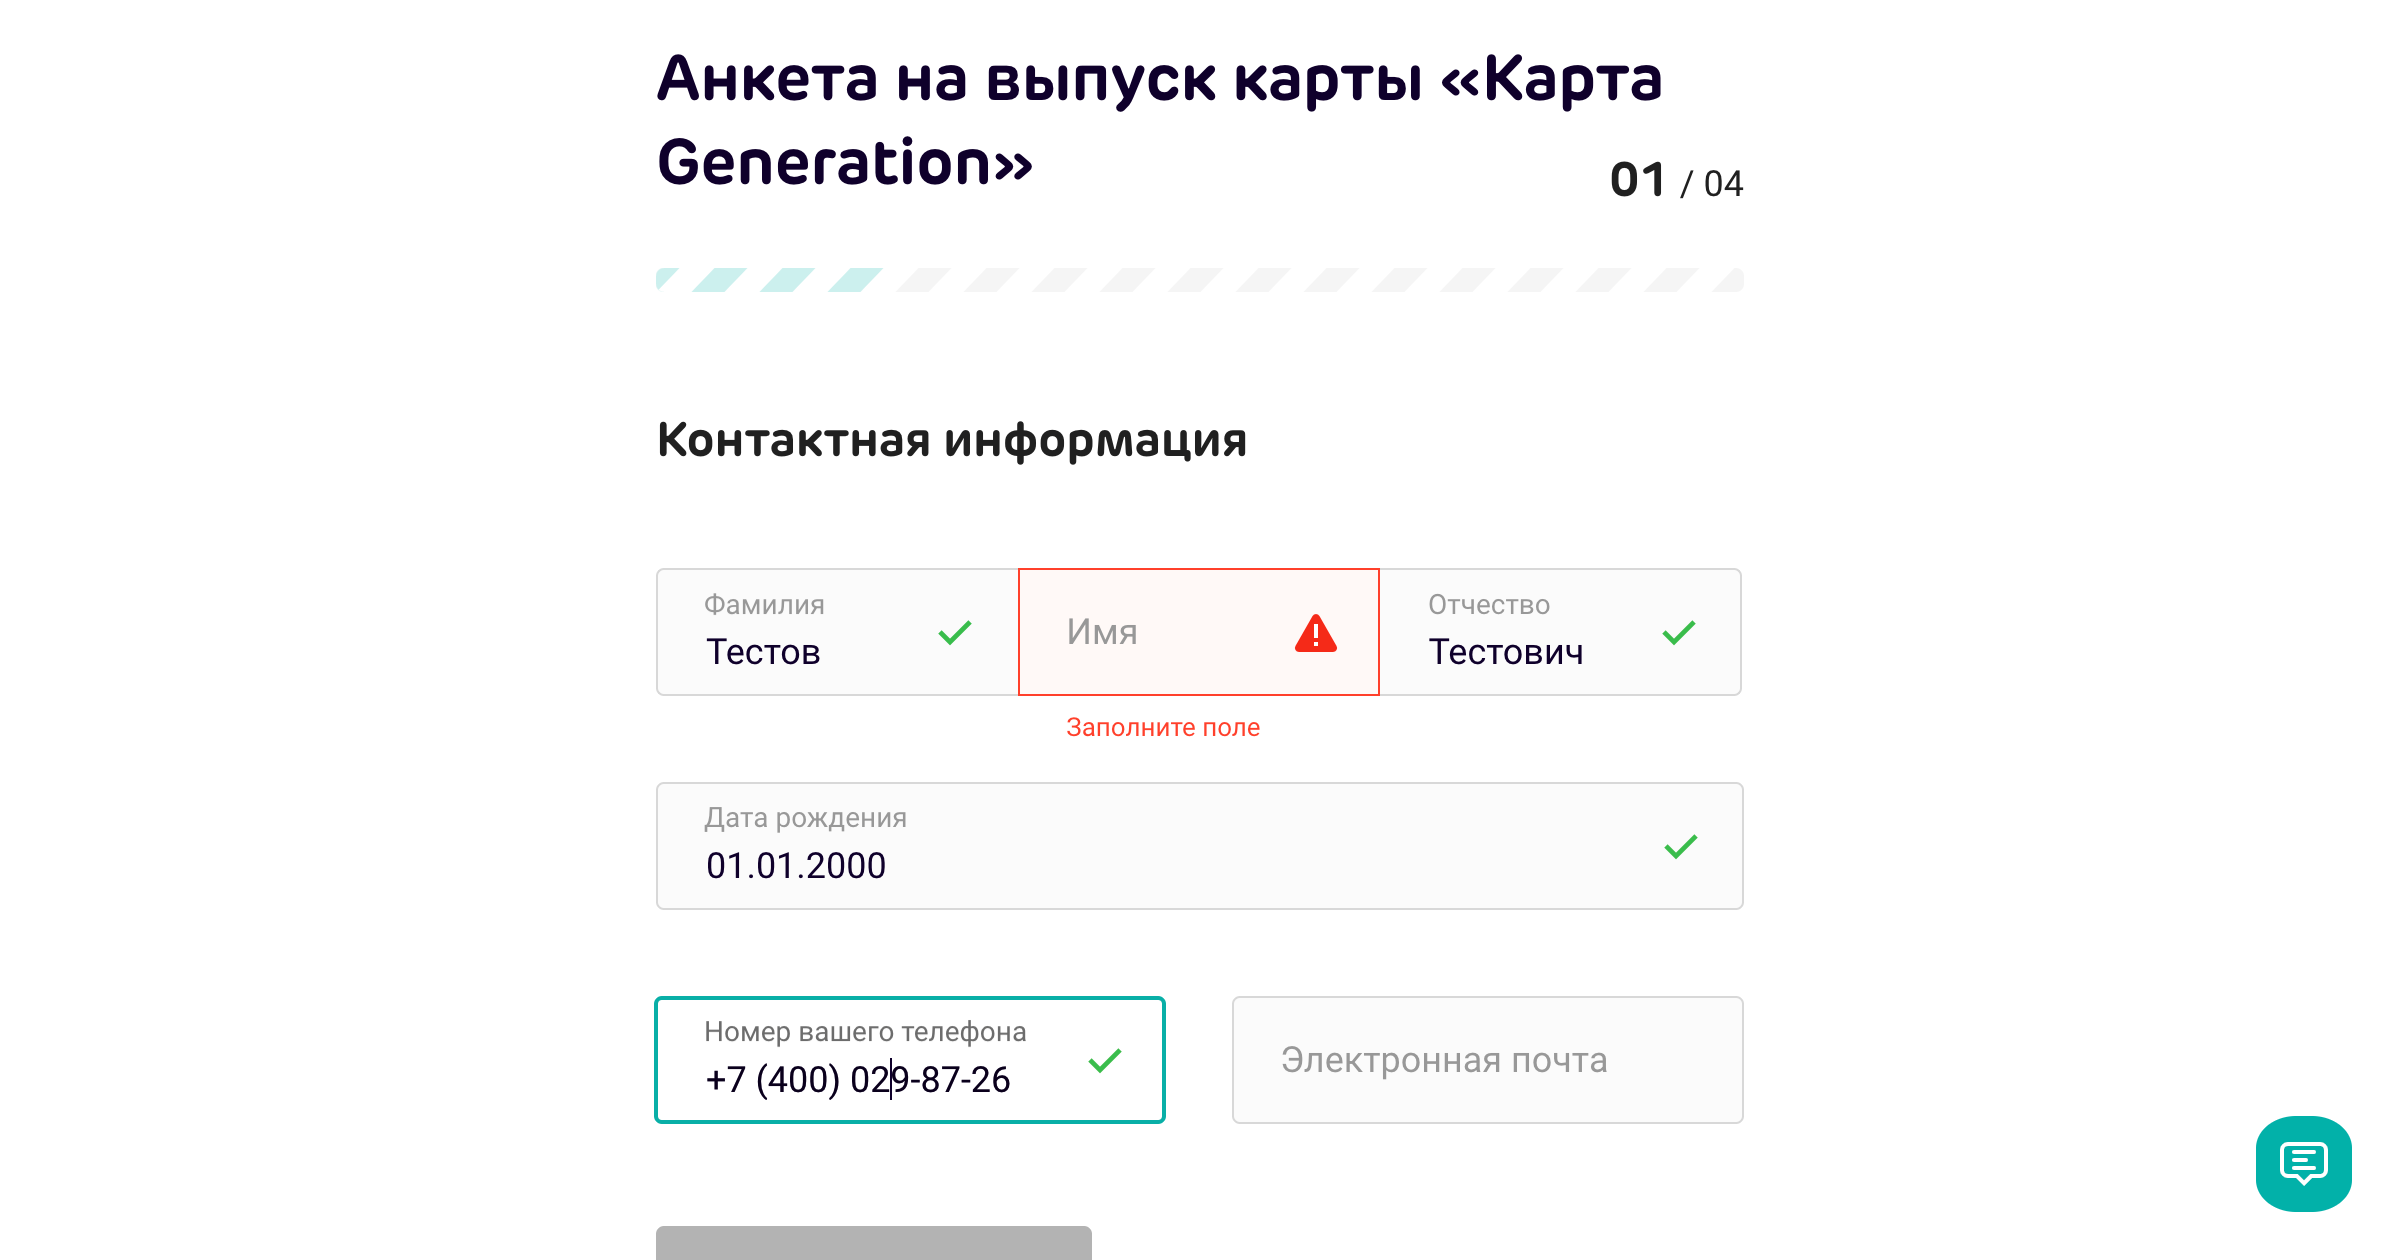 Анкета на выпуск карты «Карта
Generation»
01 / 04
Контактная информация
Фамилия
Тестов
Имя
Отчество
Тестович
Заполните поле
Дата рождения
01.01.2000
Номер вашего телефона
+7 (400) 029-87-26
Электронная почта